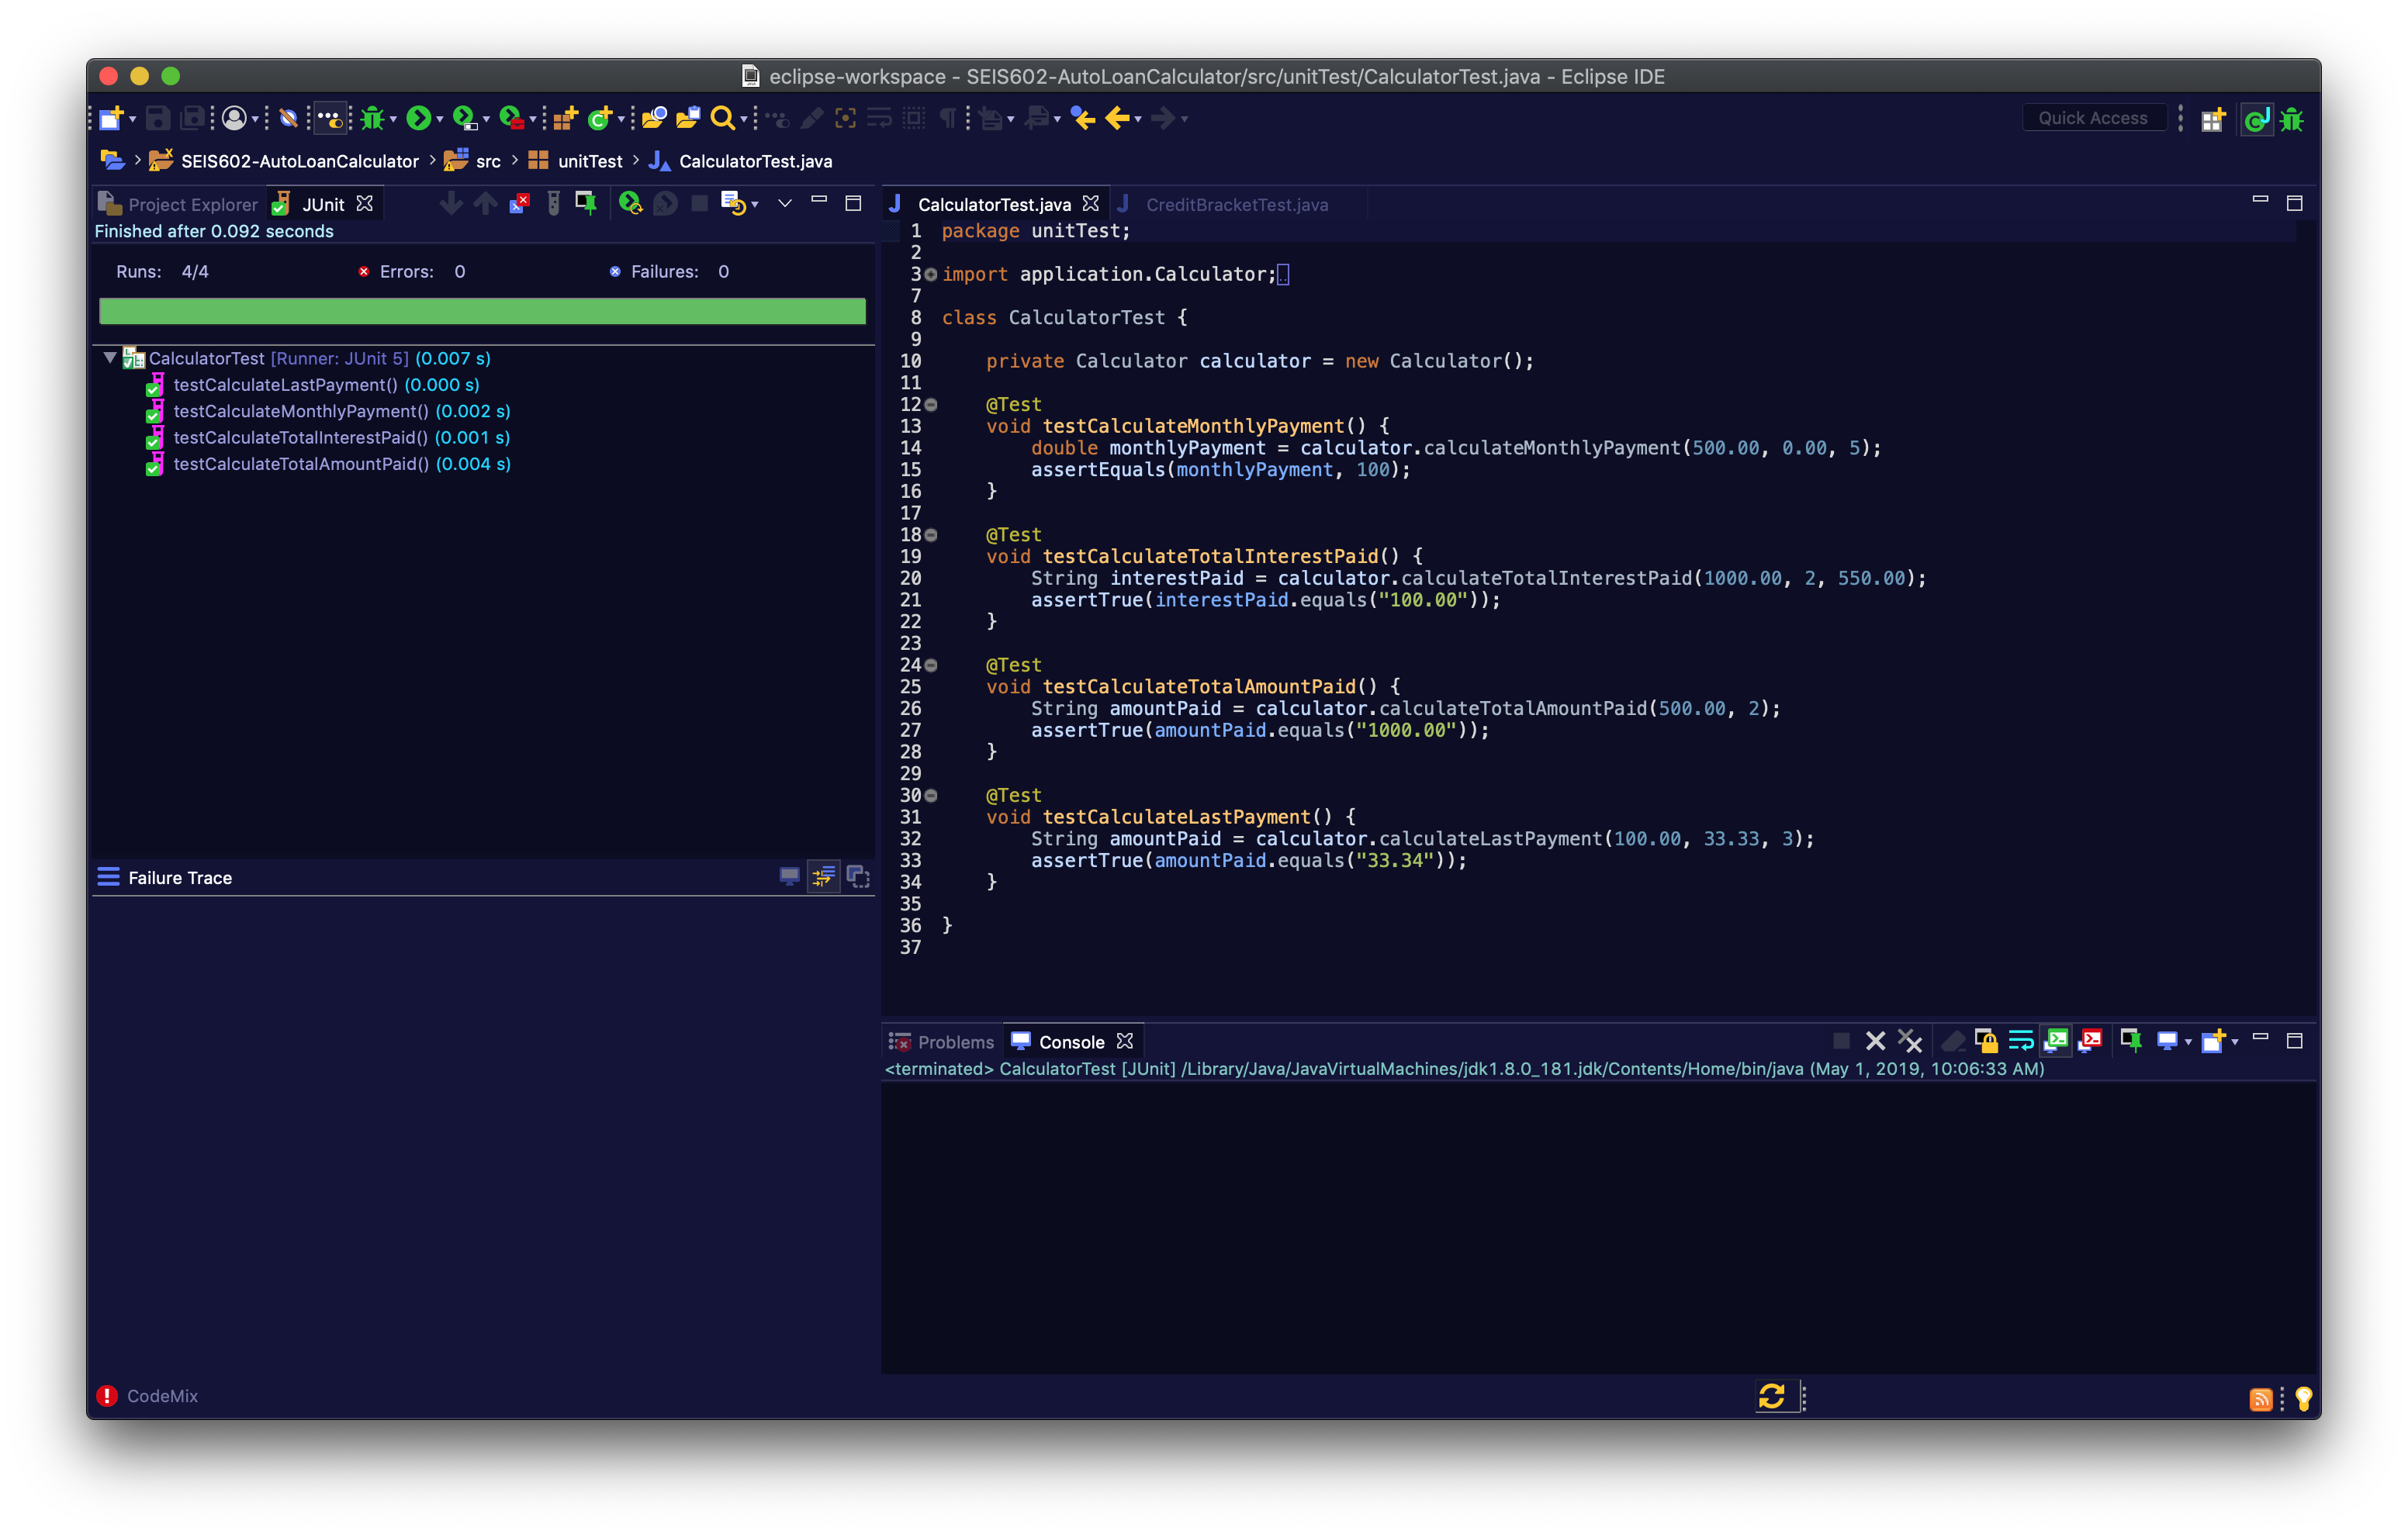 eclipse-workspace - SEIS602-AutoLoanCalculator/src/unitTest/CalculatorTest.java - Eclipse IDE
Quick Access
SEIS602-AutoLoanCalculator src unitTest CalculatorTest.java
Project Explorer JUnit
Finished after 0.092 seconds
Runs: 4/4 Errors: 0 Failures: 0
CalculatorTest [Runner: JUnit 5] (0.007 s)
testCalculateLastPayment() (0.000 s)
testCalculateMonthlyPayment() (0.002 s)
testCalculateTotalInterestPaid() (0.001 s)
testCalculateTotalAmountPaid() (0.004 s)
Failure Trace
CalculatorTest.java CreditBracketTest.java
1 package unitTest;
2
3 import application.Calculator;
7
8 class CalculatorTest {
9
10 private Calculator calculator = new Calculator();
11
12 @Test
13 void testCalculateMonthlyPayment() {
14 double monthlyPayment = calculator.calculateMonthlyPayment(500.00, 0.00, 5);
15 assertEquals(monthlyPayment, 100);
16 }
17
18 @Test
19 void testCalculateTotalInterestPaid() {
20 String interestPaid = calculator.calculateTotalInterestPaid(1000.00, 2, 550.00);
21 assertTrue(interestPaid.equals("100.00"));
22 }
23
24 @Test
25 void testCalculateTotalAmountPaid() {
26 String amountPaid = calculator.calculateTotalAmountPaid(500.00, 2);
27 assertTrue(amountPaid.equals("1000.00"));
28 }
29
30 @Test
31 void testCalculateLastPayment() {
32 String amountPaid = calculator.calculateLastPayment(100.00, 33.33, 3);
33 assertTrue(amountPaid.equals("33.34"));
34 }
35
36 }
37
Problems Console
<terminated> CalculatorTest [JUnit] /Library/Java/JavaVirtualMachines/jdk1.8.0_181.jdk/Contents/Home/bin/java (May 1, 2019, 10:06:33 AM)
CodeMix